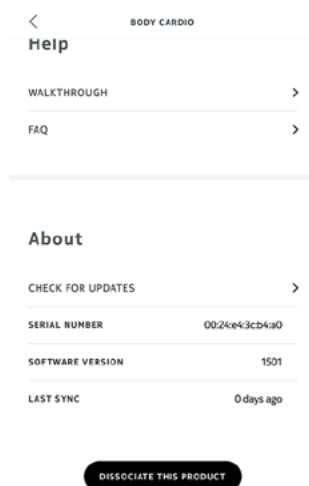 BODY CARDIO
Help
WALKTHROUGH
FAQ
About
CHECK FOR UPDATES
SERIAL NUMBER 00:24:e4:3c:b4:a0
SOFTWARE VERSION 1501
LAST SYNC 0 days ago
DISSOCIATE THIS PRODUCT